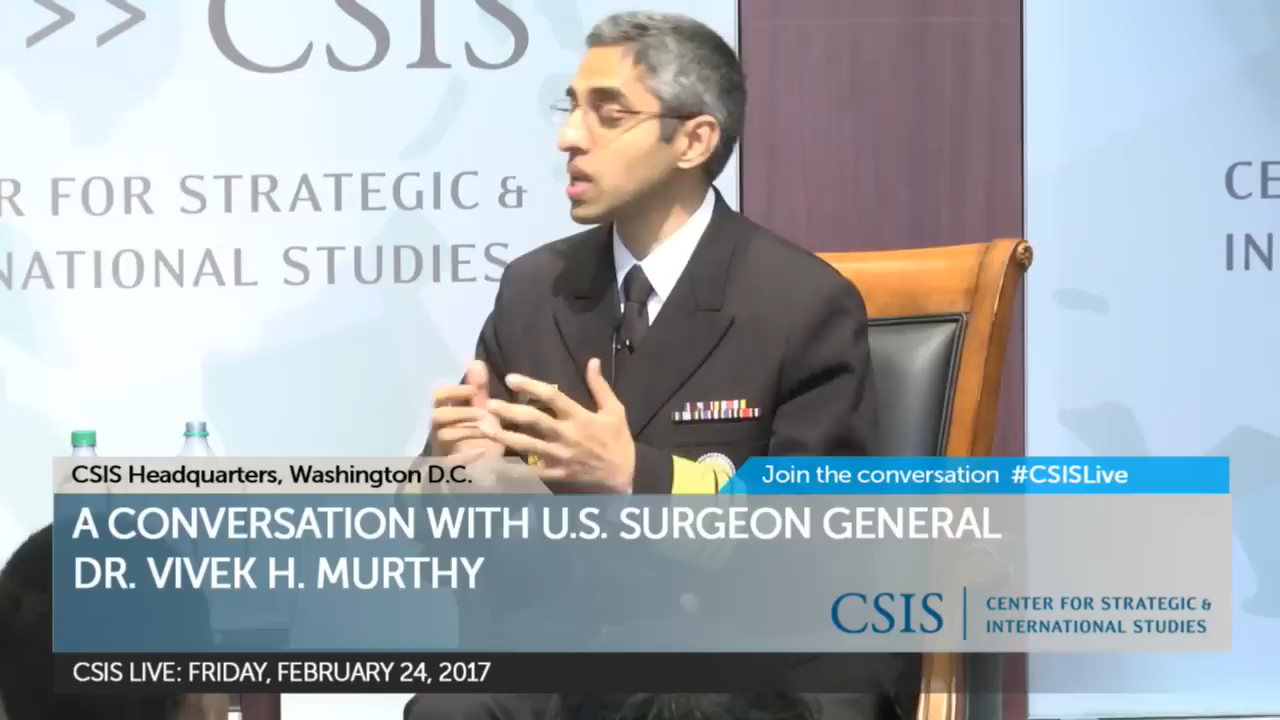 >> CSIS
R FOR STRATEGIC &
NATIONAL STUDIES
CE
IN
CSIS Headquarters, Washington D.C.
Join the conversation #CSISLive
A CONVERSATION WITH U.S. SURGEON GENERAL
DR. VIVEK H. MURTHY
CSIS
CENTER FOR STRATEGIC &
INTERNATIONAL STUDIES
CSIS LIVE: FRIDAY, FEBRUARY 24, 2017